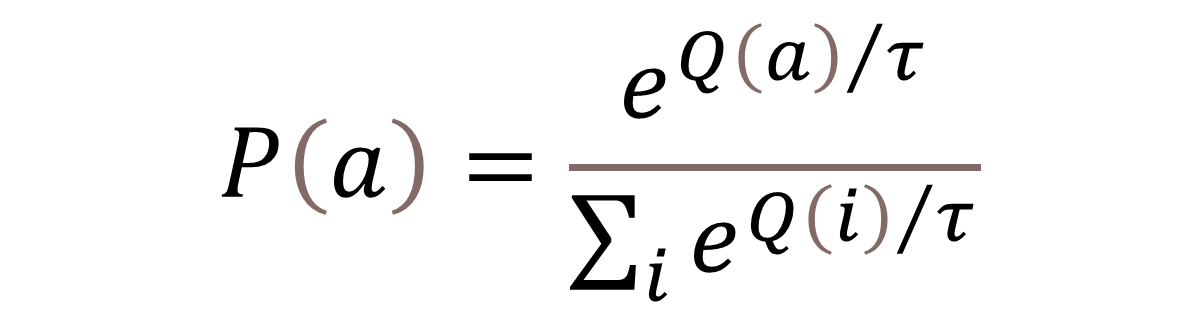 P(a) = e^{Q(a)/τ} / ∑_i e^{Q(i)/τ}